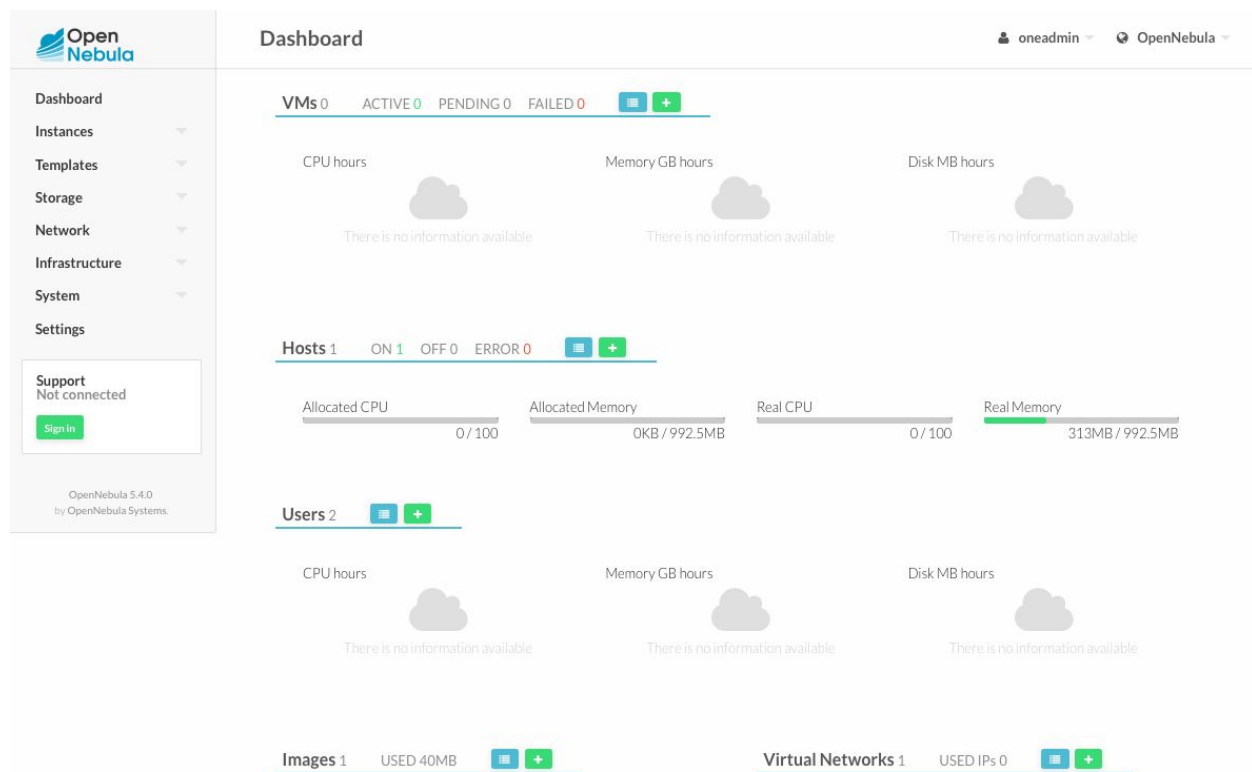 Open
Nebula
Dashboard
oneadmin
OpenNebula
Dashboard
Instances
Templates
Storage
Network
Infrastructure
System
Settings
Support
Not connected
Sign in
OpenNebula 5.4.0
by OpenNebula Systems.
VMs 0 ACTIVE 0 PENDING 0 FAILED 0
CPU hours Memory GB hours Disk MB hours
There is no information available There is no information available There is no information available
Hosts 1 ON 1 OFF 0 ERROR 0
Allocated CPU Allocated Memory Real CPU Real Memory
0 / 100 0KB / 992.5MB 0 / 100 313MB / 992.5MB
Users 2
CPU hours Memory GB hours Disk MB hours
There is no information available There is no information available There is no information available
Images 1 USED 40MB Virtual Networks 1 USED IPs 0